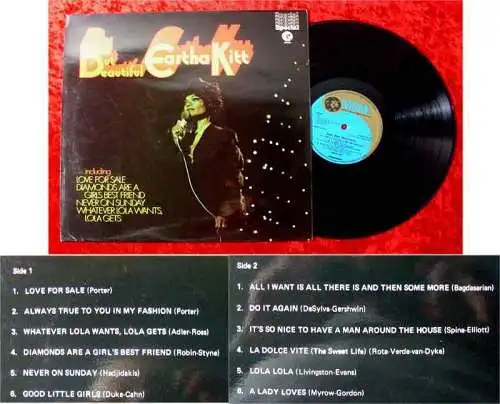 Special
Bad But Beautiful Eartha Kitt
including
LOVE FOR SALE
DIAMONDS ARE A
GIRLS BEST FRIEND
NEVER ON SUNDAY
WHATEVER LOLA WANTS,
LOLA GETS
Side 1
1. LOVE FOR SALE (Porter)
2. ALWAYS TRUE TO YOU IN MY FASHION (Porter)
3. WHATEVER LOLA WANTS, LOLA GETS (Adler-Ross)
4. DIAMONDS ARE A GIRL'S BEST FRIEND (Robin-Styne)
5. NEVER ON SUNDAY (Hadjidakis)
6. GOOD LITTLE GIRLS (Duke-Cahn)
Side 2
1. ALL I WANT IS ALL THERE IS AND THEN SOME MORE (Bagdasarian)
2. DO IT AGAIN (DeSylva-Gershwin)
3. IT'S SO NICE TO HAVE A MAN AROUND THE HOUSE (Spina-Elliott)
4. LA DOLCE VITE (The Sweet Life) (Rota-Verde-van-Dyke)
5. LOLA LOLA (Livingston-Evans)
6. A LADY LOVES (Myrow-Gordon)